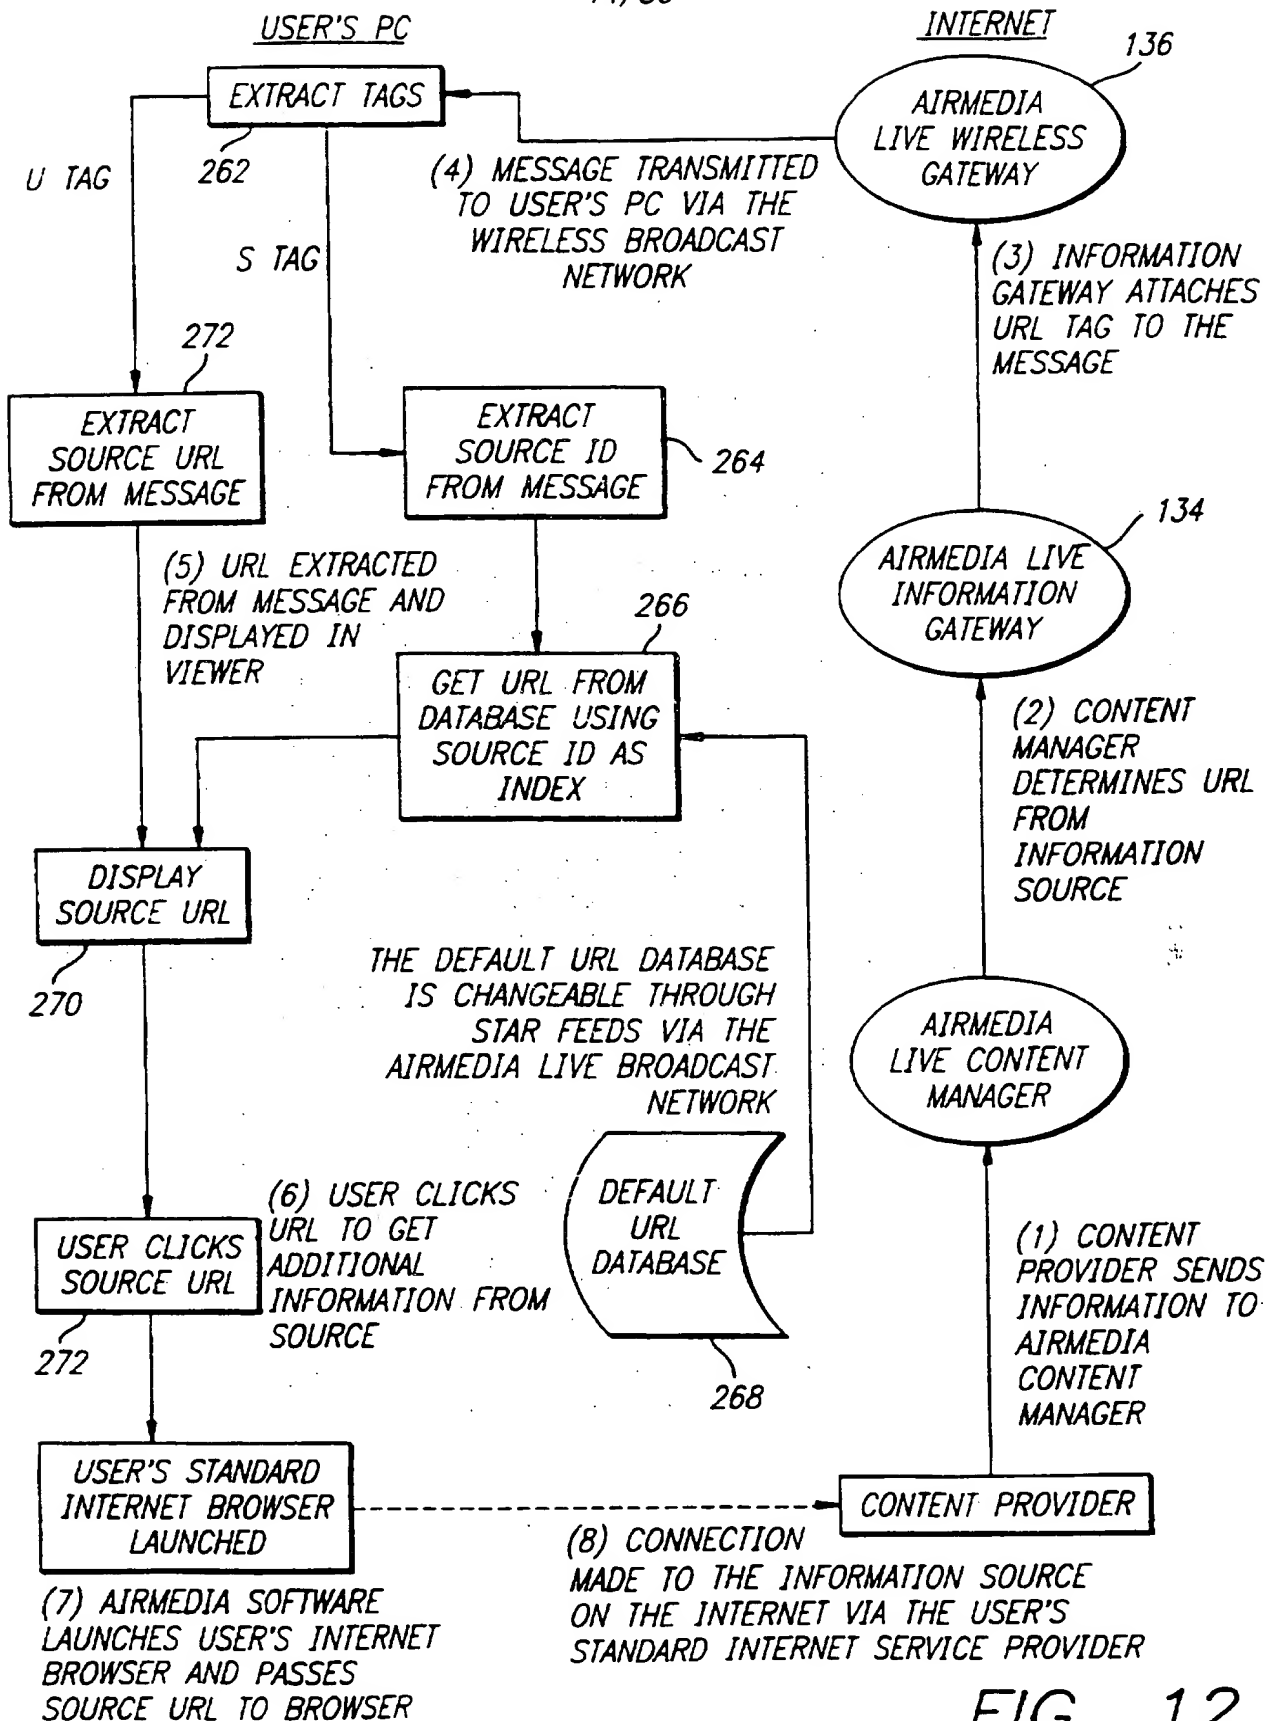 USER'S PC
INTERNET
136
EXTRACT TAGS
262
AIRMEDIA
LIVE WIRELESS
GATEWAY
U TAG
S TAG
(4) MESSAGE TRANSMITTED
TO USER'S PC VIA THE
WIRELESS BROADCAST
NETWORK
(3) INFORMATION
GATEWAY ATTACHES
URL TAG TO THE
MESSAGE
272
EXTRACT
SOURCE URL
FROM MESSAGE
EXTRACT
SOURCE ID
FROM MESSAGE
264
134
AIRMEDIA LIVE
INFORMATION
GATEWAY
(5) URL EXTRACTED
FROM MESSAGE AND
DISPLAYED IN
VIEWER
266
GET URL FROM
DATABASE USING
SOURCE ID AS
INDEX
(2) CONTENT
MANAGER
DETERMINES URL
FROM
INFORMATION
SOURCE
DISPLAY
SOURCE URL
270
THE DEFAULT URL DATABASE
IS CHANGEABLE THROUGH
STAR FEEDS VIA THE
AIRMEDIA LIVE BROADCAST
NETWORK
AIRMEDIA
LIVE CONTENT
MANAGER
DEFAULT
URL
DATABASE
268
(6) USER CLICKS
URL TO GET
ADDITIONAL
INFORMATION FROM
SOURCE
USER CLICKS
SOURCE URL
272
(1) CONTENT
PROVIDER SENDS
INFORMATION TO
AIRMEDIA
CONTENT
MANAGER
USER'S STANDARD
INTERNET BROWSER
LAUNCHED
CONTENT PROVIDER
(8) CONNECTION
MADE TO THE INFORMATION SOURCE
ON THE INTERNET VIA THE USER'S
STANDARD INTERNET SERVICE PROVIDER
(7) AIRMEDIA SOFTWARE
LAUNCHES USER'S INTERNET
BROWSER AND PASSES
SOURCE URL TO BROWSER
FIG. 12